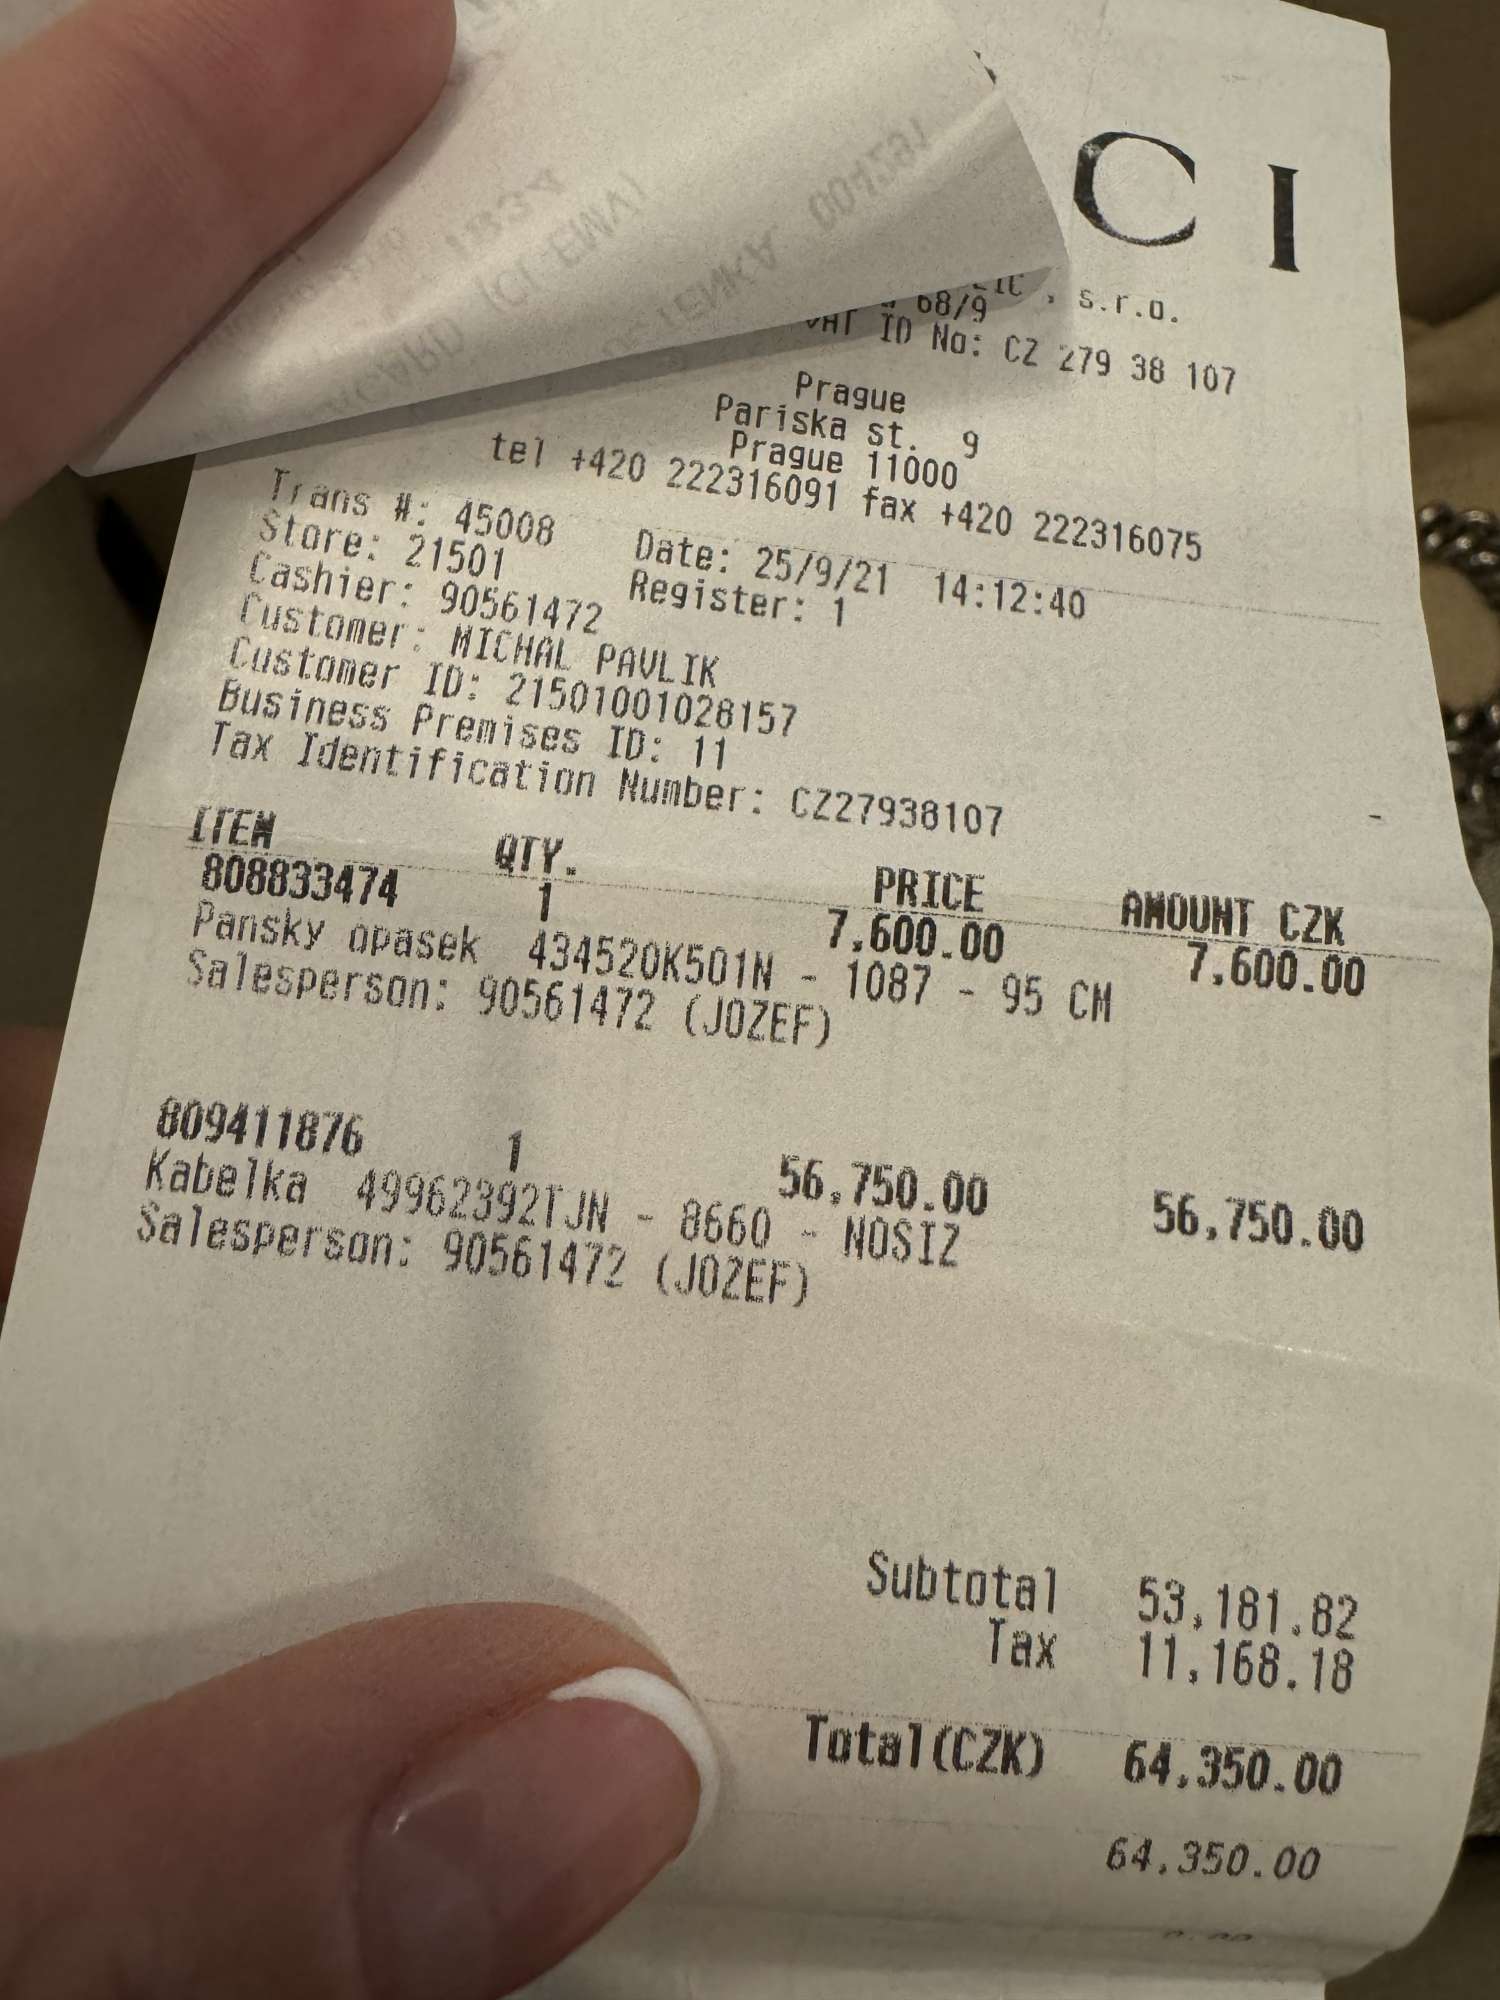 CI
, s.r.o.
68/9
VAT ID No: CZ 279 38 107
Prague
Pariska st. 9
Prague 11000
tel +420 222316091 fax +420 222316075
Trans #: 45008 Date: 25/9/21 14:12:40
Store: 21501 Register: 1
Cashier: 90561472
Customer: MICHAL PAVLIK
Customer ID: 21501001028157
Business Premises ID: 11
Tax Identification Number: CZ27938107
ITEM QTY. PRICE AMOUNT CZK
808833474 1 7,600.00 7,600.00
Pansky opasek 434520K501N - 1087 - 95 CM
Salesperson: 90561472 (JOZEF)
809411876 1 56,750.00 56,750.00
Kabelka 49962392TJN - 8660 - NOSIZ
Salesperson: 90561472 (JOZEF)
Subtotal 53,181.82
Tax 11,168.18
Total(CZK) 64,350.00
64,350.00